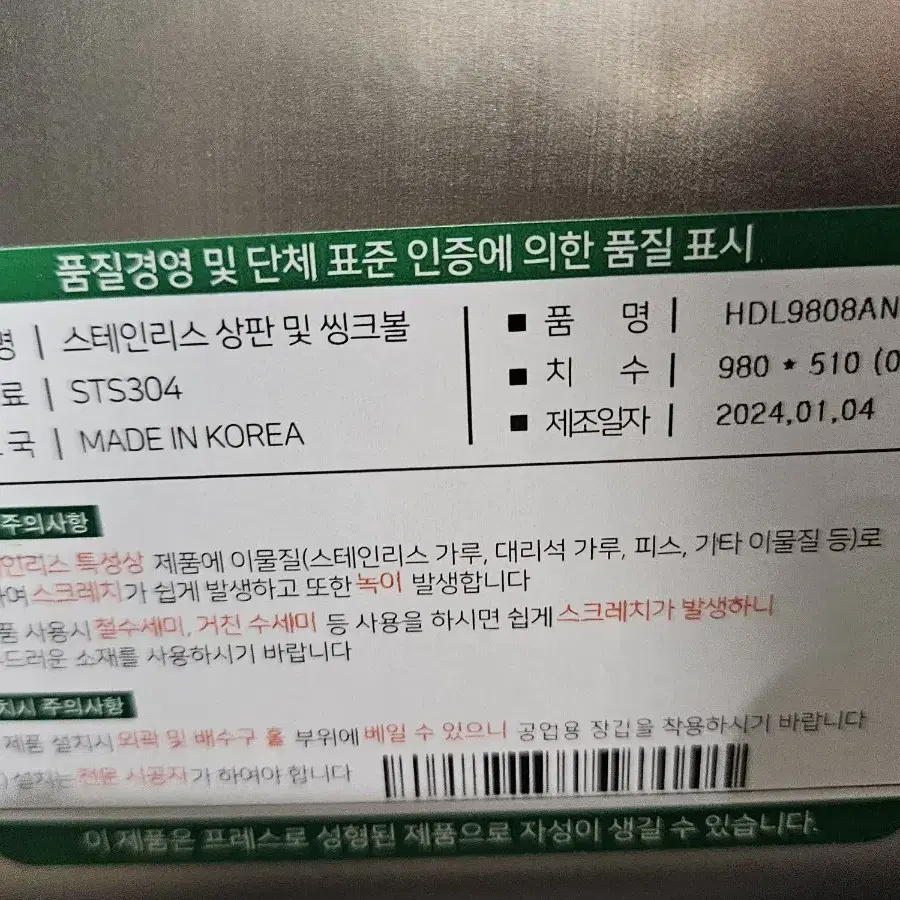 품질경영 및 단체 표준 인증에 의한 품질 표시
명 | 스테인리스 상판 및 씽크볼
료 | STS304
국 | MADE IN KOREA
■ 품 명 | HDL9808AN
■ 치 수 | 980 * 510 (0
■ 제조일자 | 2024.01.04
주의사항
인리스 특성상 제품에 이물질(스테인리스 가루, 대리석 가루, 피스, 기타 이물질 등)로
여 스크레치가 쉽게 발생하고 또한 녹이 발생합니다
품 사용시 철수세미, 거친 수세미 등 사용을 하시면 쉽게 스크레치가 발생하니
드러운 소재를 사용하시기 바랍니다
치시 주의사항
제품 설치시 외곽 및 배수구 홀 부위에 베일 수 있으니 공업용 장갑을 착용하시기 바랍니다
) 설치는 전문 시공자가 하여야 합니다
이 제품은 프레스로 성형된 제품으로 자성이 생길 수 있습니다.